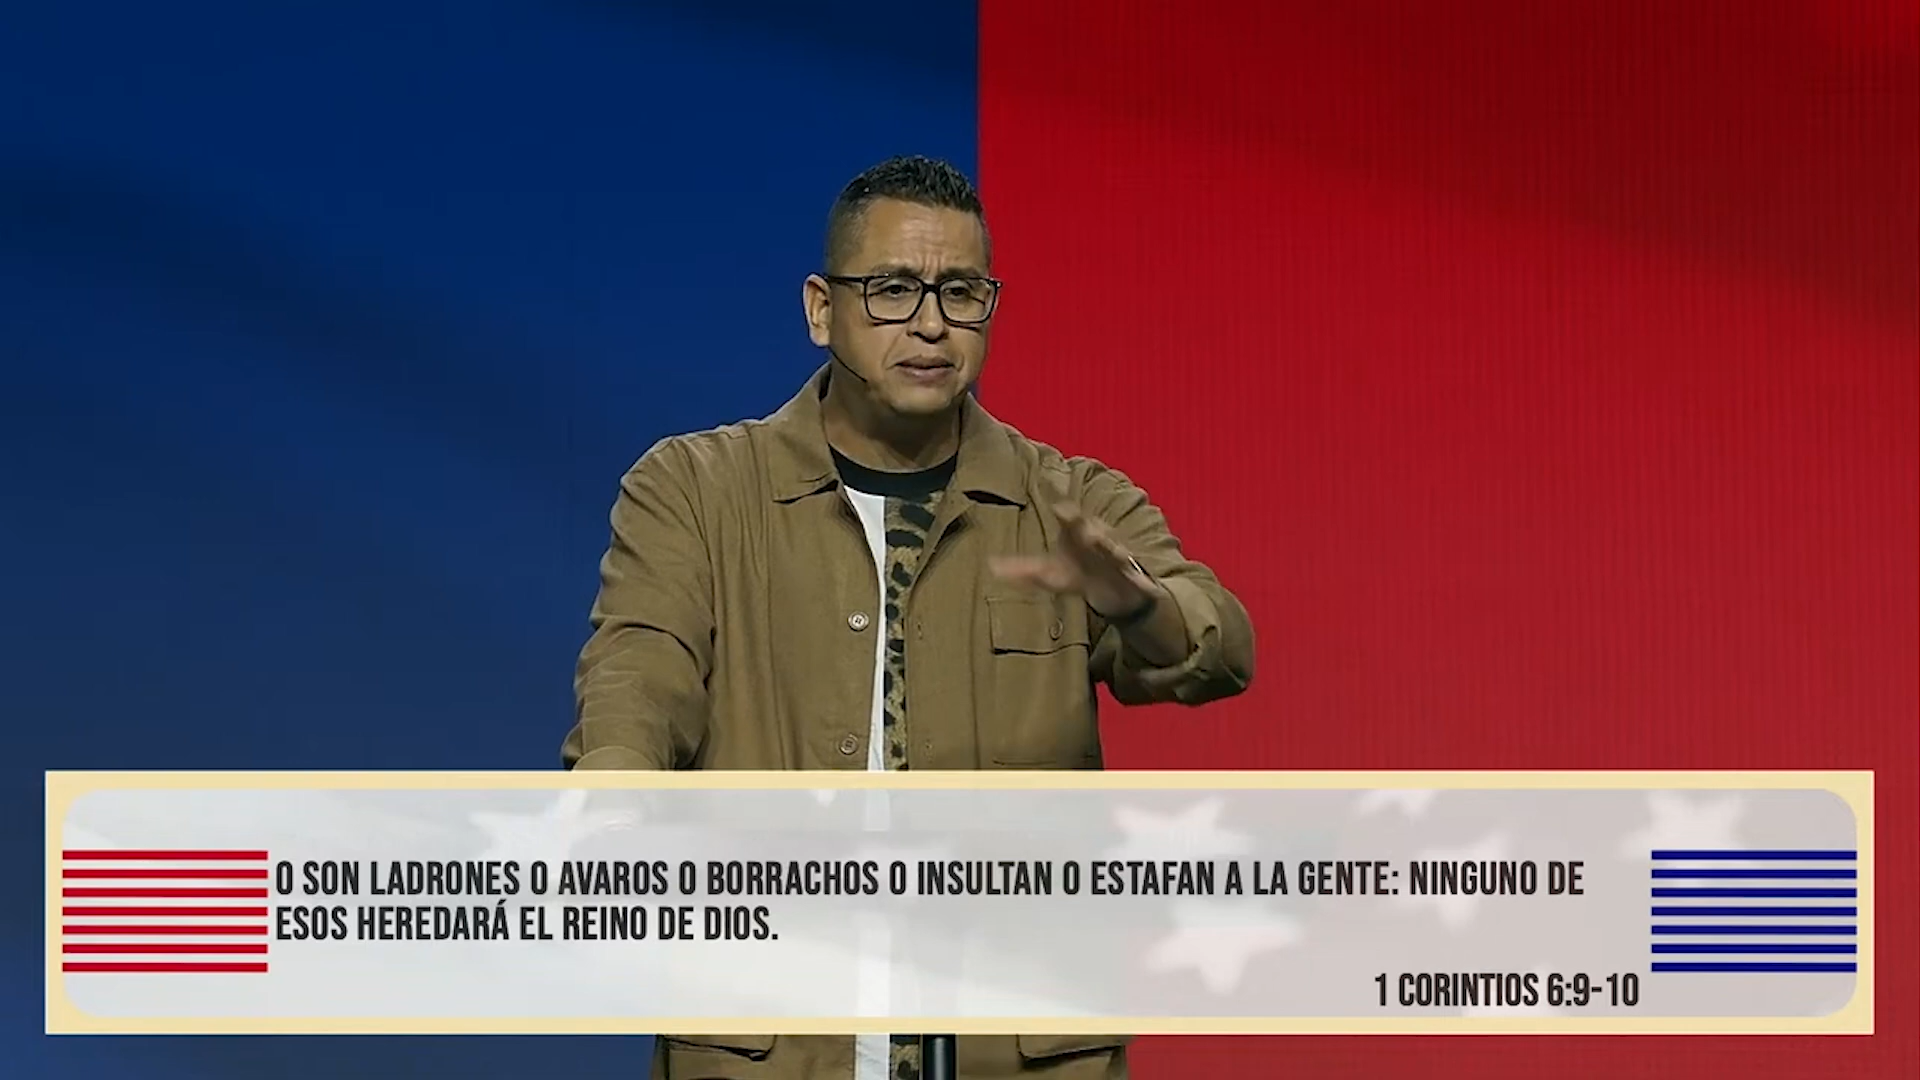 O SON LADRONES O AVAROS O BORRACHOS O INSULTAN O ESTAFAN A LA GENTE: NINGUNO DE
ESOS HEREDARÁ EL REINO DE DIOS.
1 CORINTIOS 6:9-10